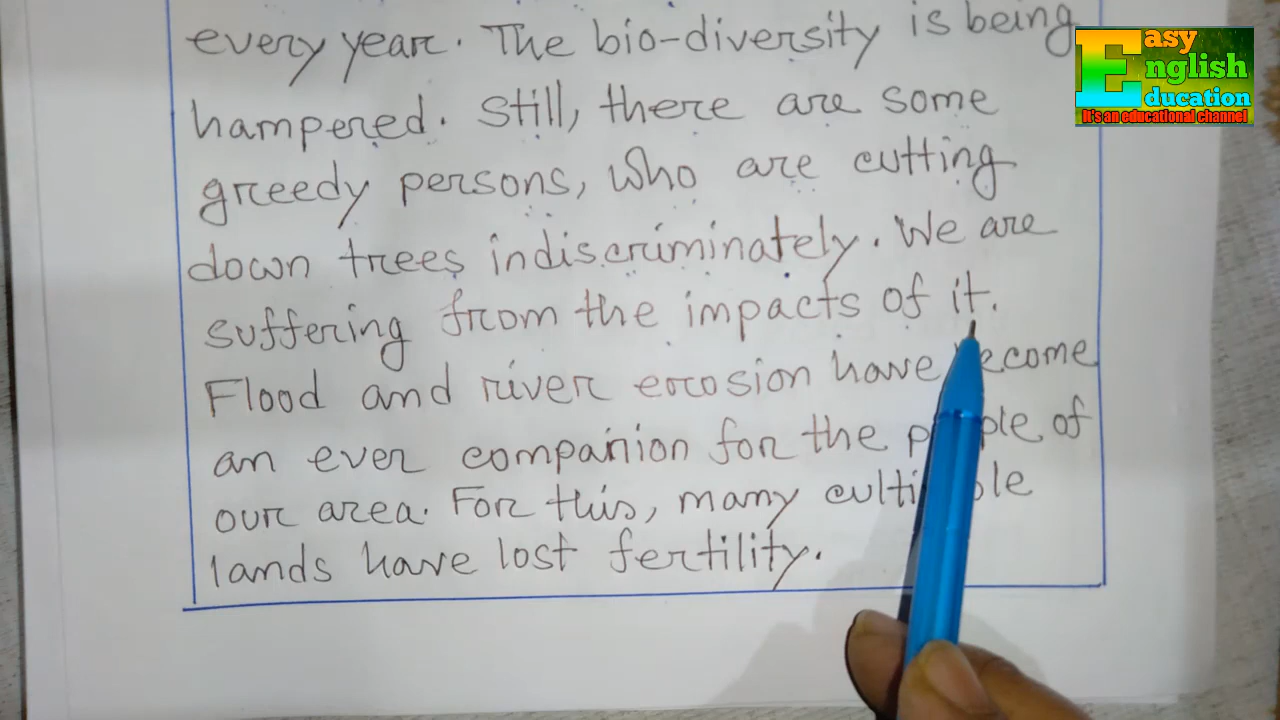 every year. The bio-diversity is being
hampered. Still, there are some
greedy persons, who are cutting
down trees indiscriminately. We are
suffering from the impacts of it.
Flood and river erosion have become
an ever companion for the people of
our area. For this, many
lands have lost fertility.
Easy
English
Education
It's an educational channel